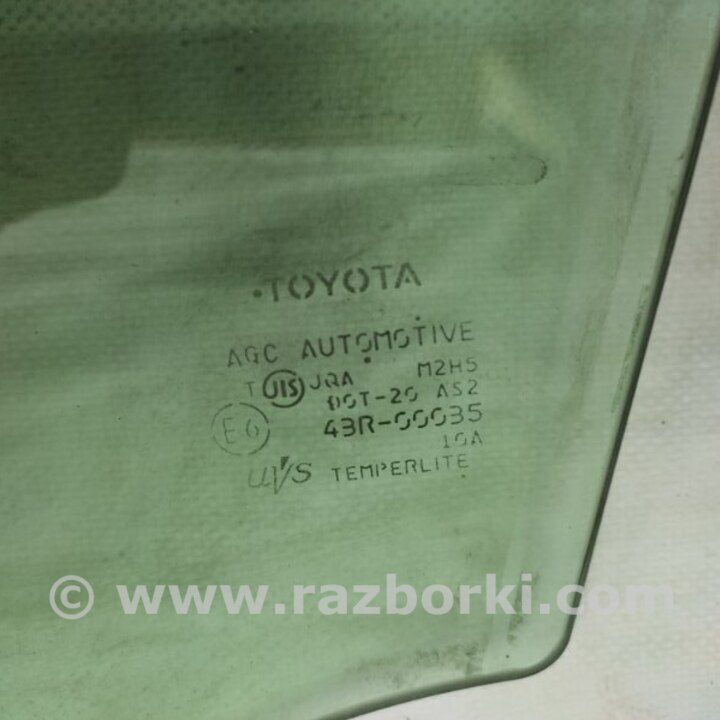 TOYOTA
AGC AUTOMOTIVE
T JIS JQA M2H5
DOT-20 AS2
E6 43R-00035
10A
UVS TEMPERLITE
© www.razborki.com